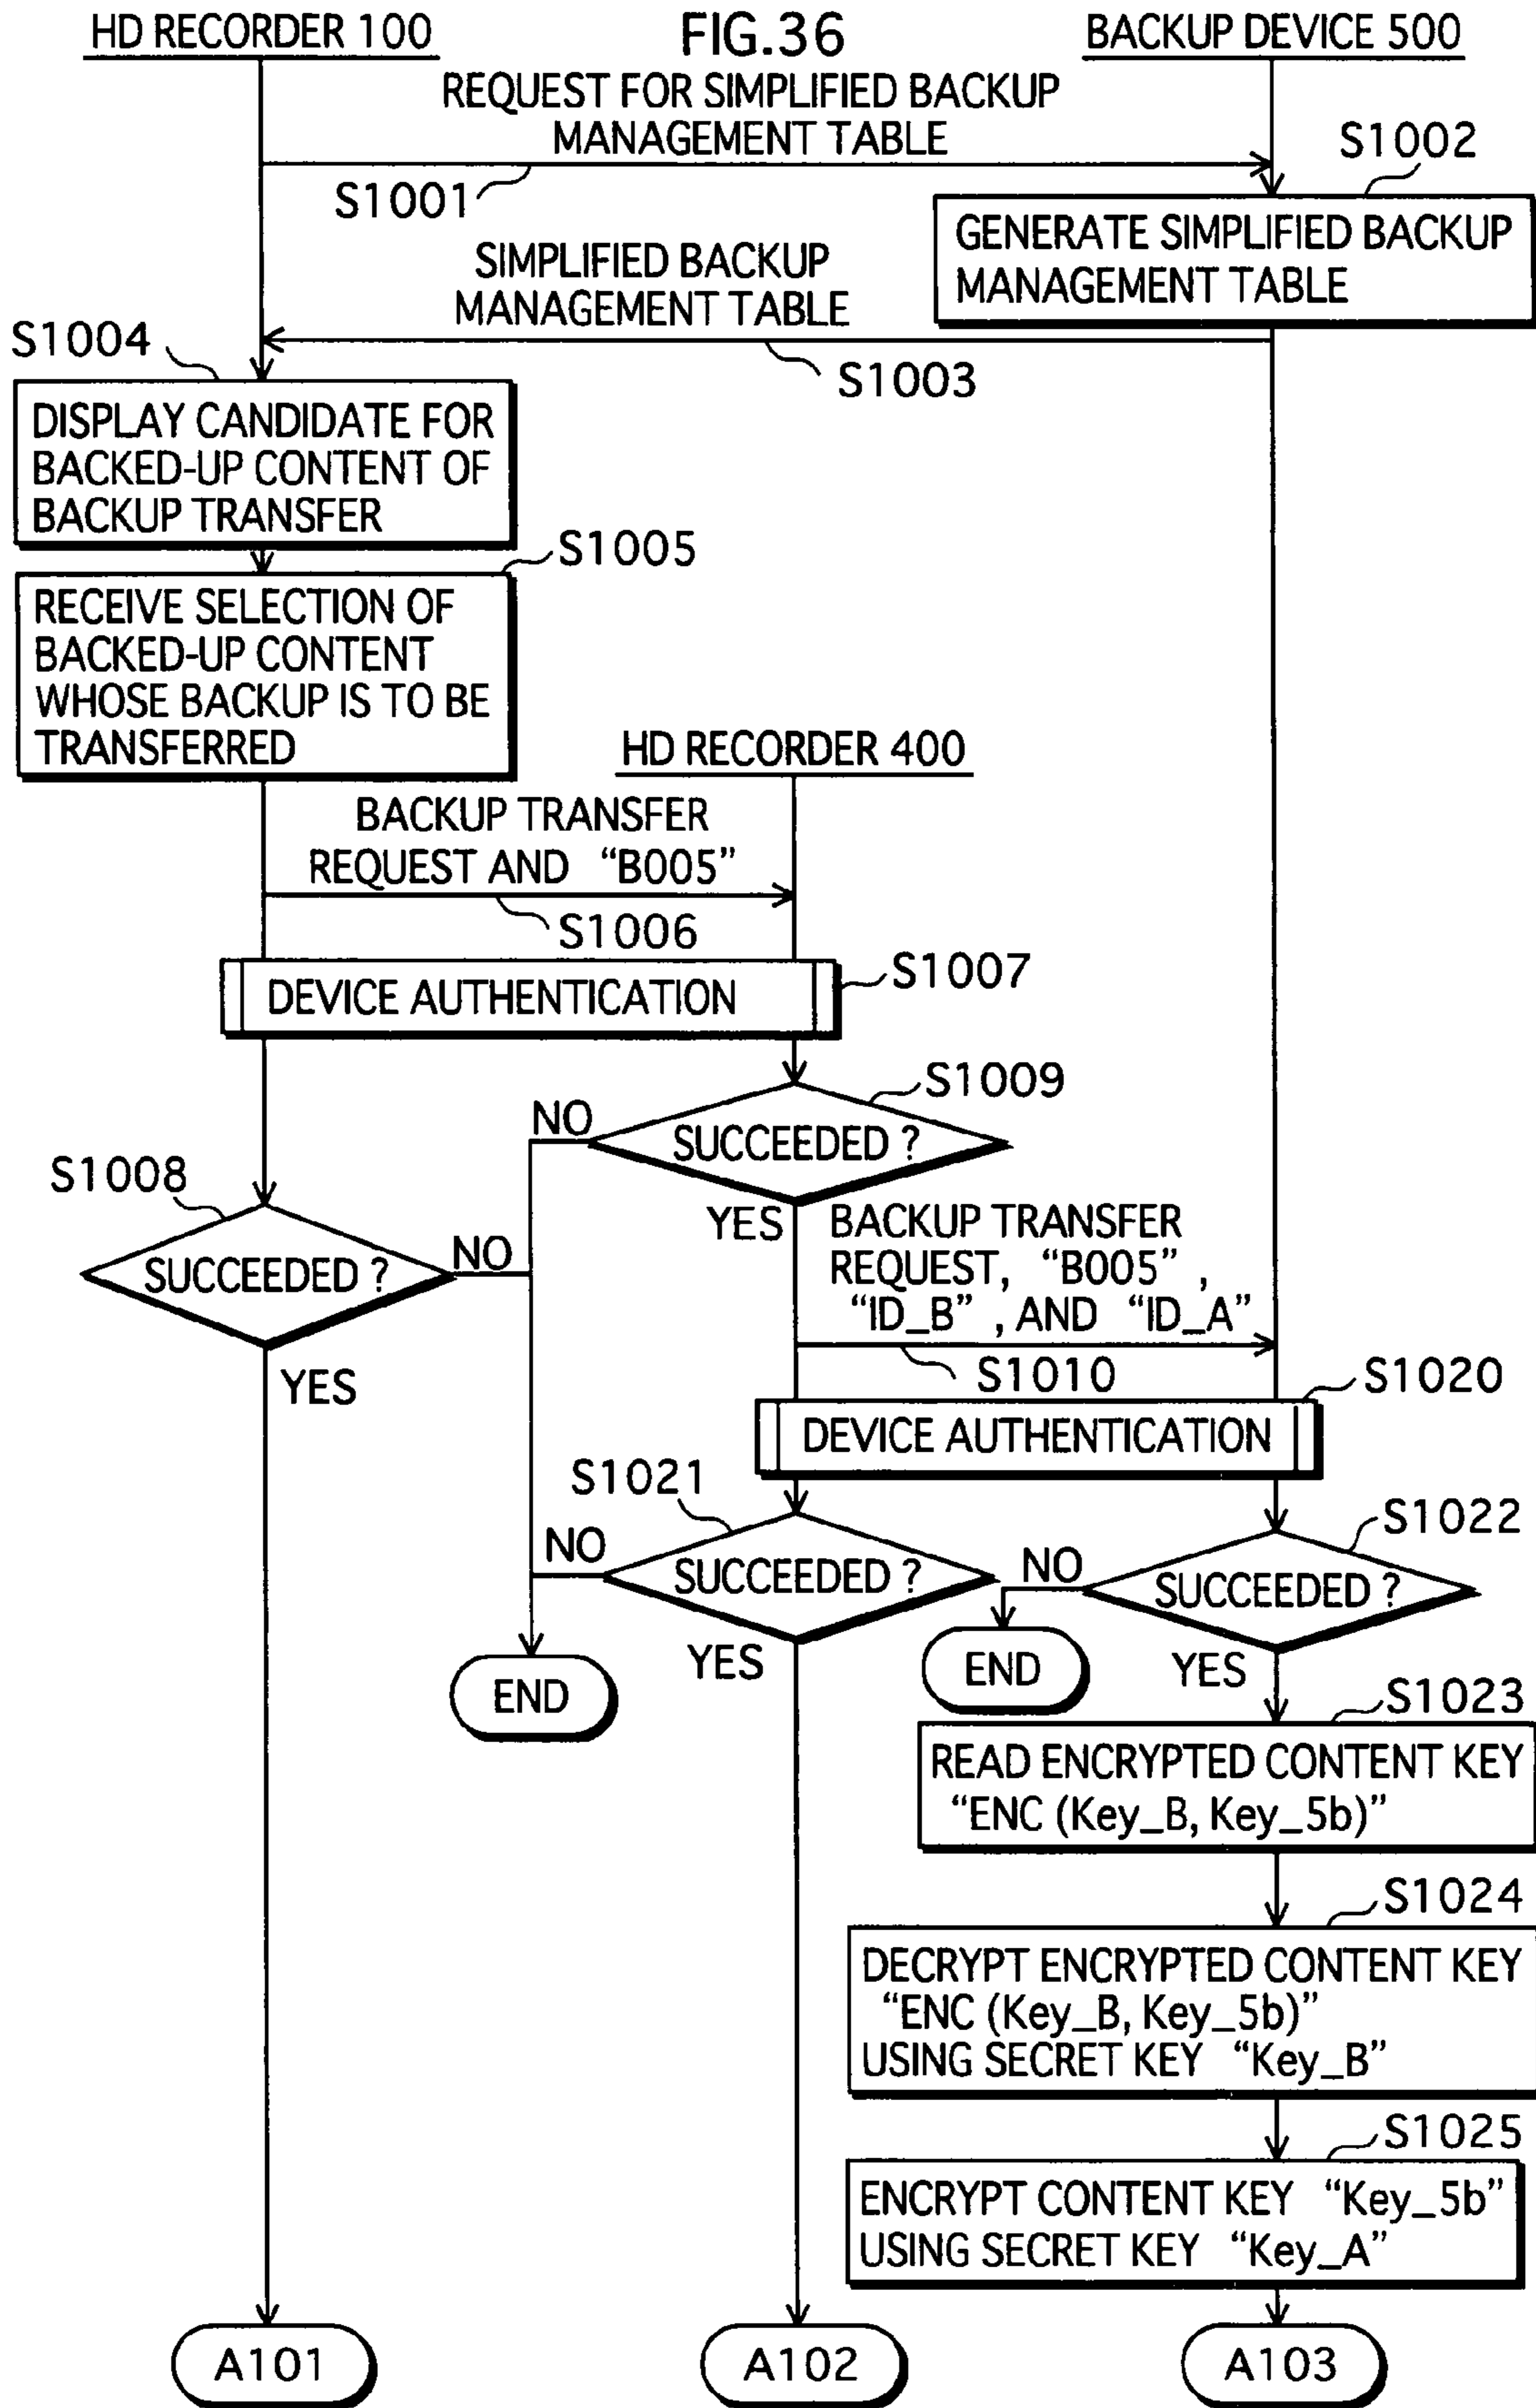 HD RECORDER 100
FIG.36
BACKUP DEVICE 500
REQUEST FOR SIMPLIFIED BACKUP
MANAGEMENT TABLE
S1001
S1002
GENERATE SIMPLIFIED BACKUP
MANAGEMENT TABLE
SIMPLIFIED BACKUP
MANAGEMENT TABLE
S1003
S1004
DISPLAY CANDIDATE FOR
BACKED-UP CONTENT OF
BACKUP TRANSFER
S1005
RECEIVE SELECTION OF
BACKED-UP CONTENT
WHOSE BACKUP IS TO BE
TRANSFERRED
HD RECORDER 400
BACKUP TRANSFER
REQUEST AND “B005”
S1006
DEVICE AUTHENTICATION
S1007
S1009
NO
SUCCEEDED ?
YES
S1008
SUCCEEDED ?
NO
YES
BACKUP TRANSFER
REQUEST, “B005” ,
“ID_B” , AND “ID_A”
S1010
S1020
DEVICE AUTHENTICATION
S1021
NO
SUCCEEDED ?
YES
END
S1022
NO
SUCCEEDED ?
END
YES
S1023
READ ENCRYPTED CONTENT KEY
“ENC (Key_B, Key_5b)”
S1024
DECRYPT ENCRYPTED CONTENT KEY
“ENC (Key_B, Key_5b)”
USING SECRET KEY “Key_B”
S1025
ENCRYPT CONTENT KEY “Key_5b”
USING SECRET KEY “Key_A”
A101
A102
A103